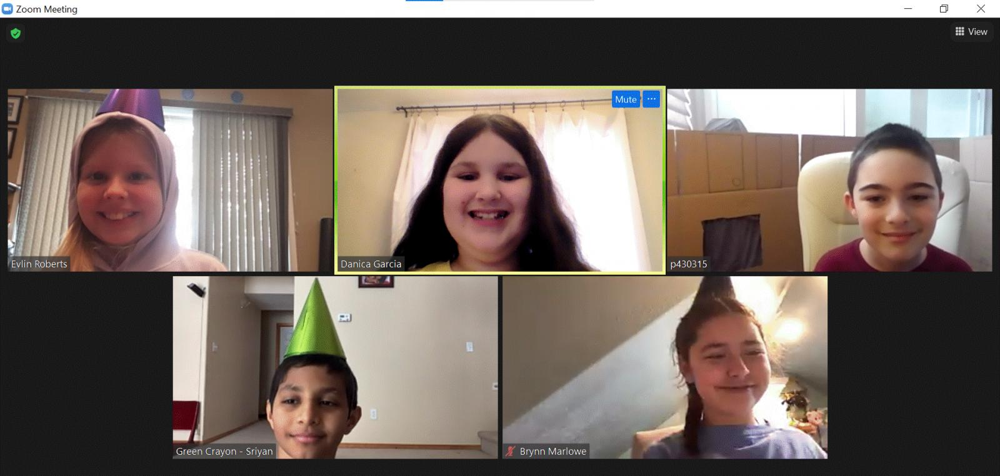 Zoom Meeting
View
Mute ...
Evlin Roberts
Danica Garcia
p430315
Green Crayon - Sriyan
Brynn Marlowe